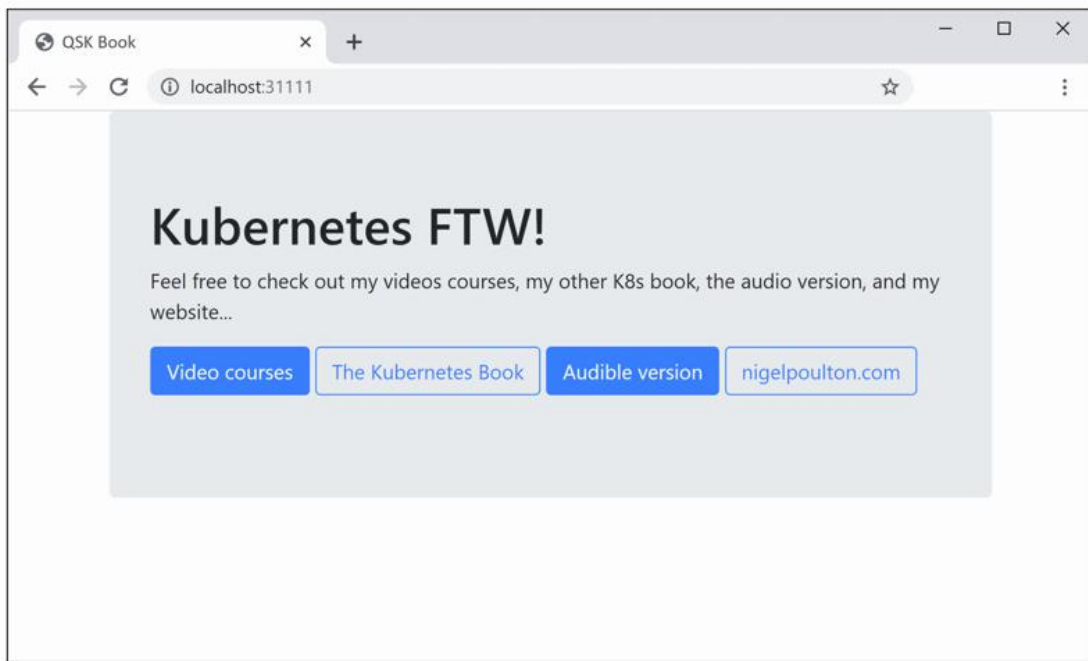 QSK Book
localhost:31111
Kubernetes FTW!
Feel free to check out my videos courses, my other K8s book, the audio version, and my
website...
Video courses The Kubernetes Book Audible version nigelpoulton.com